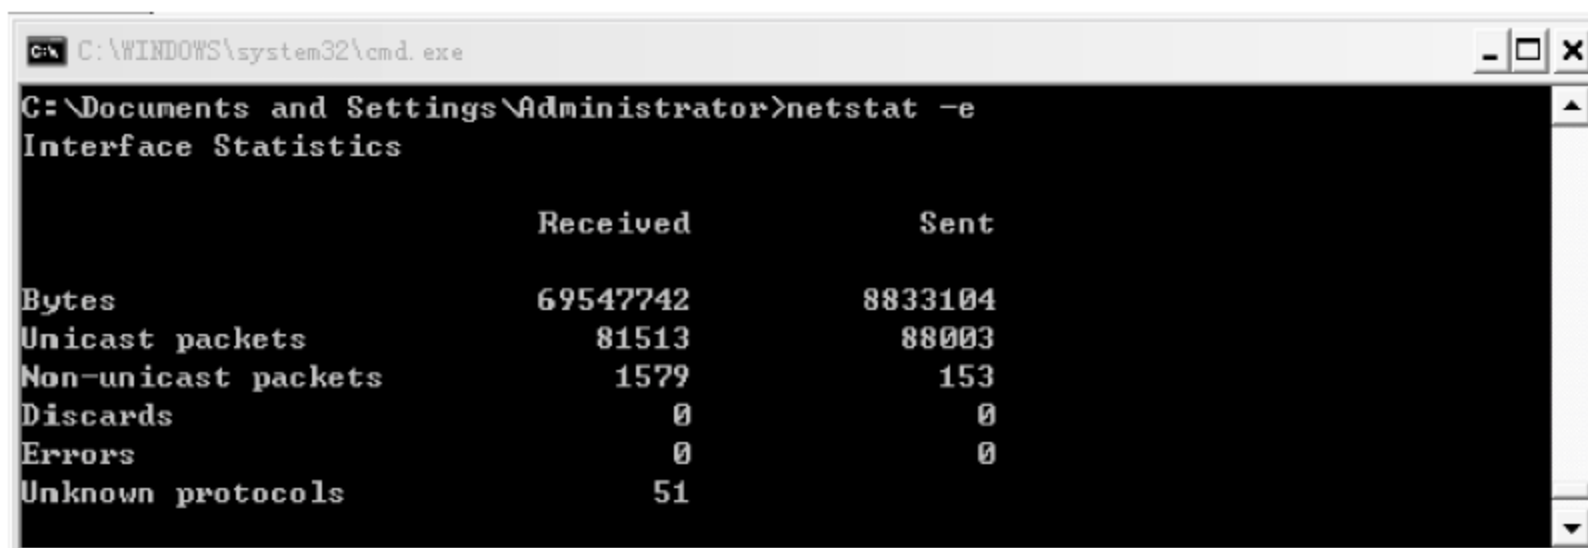 C:\WINDOWS\system32\cmd.exe
C:\Documents and Settings\Administrator>netstat -e
Interface Statistics
Received Sent
Bytes 69547742 8833104
Unicast packets 81513 88003
Non-unicast packets 1579 153
Discards 0 0
Errors 0 0
Unknown protocols 51